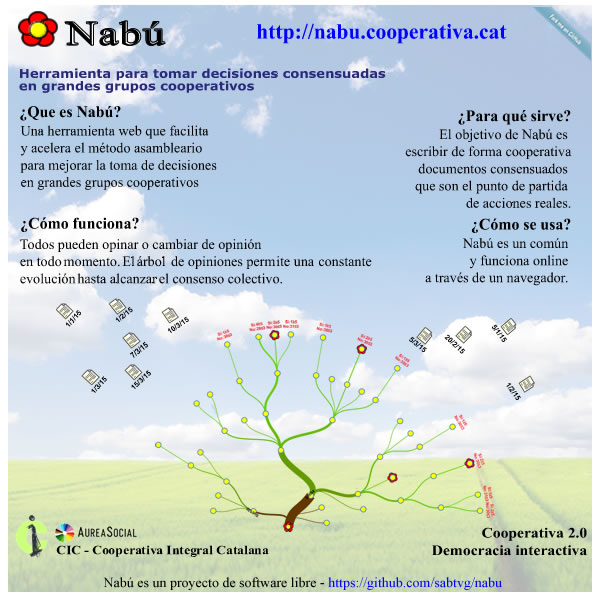 Nabú
http://nabu.cooperativa.cat
Fork me on GitHub
Herramienta para tomar decisiones consensuadas
en grandes grupos cooperativos
¿Que es Nabú?
Una herramienta web que facilita
y acelera el método asambleario
para mejorar la toma de decisiones
en grandes grupos cooperativos
¿Para qué sirve?
El objetivo de Nabú es
escribir de forma cooperativa
documentos consensuados
que son el punto de partida
de acciones reales.
¿Cómo funciona?
Todos pueden opinar o cambiar de opinión
en todo momento. El árbol de opiniones permite una constante
evolución hasta alcanzar el consenso colectivo.
¿Cómo se usa?
Nabú es un común
y funciona online
a través de un navegador.
1/1/15
1/2/15
10/3/15
7/3/15
1/3/15
15/3/15
5/3/15
20/2/15
5/1/15
1/2/15
AUREASOCIAL
CIC - Cooperativa Integral Catalana
Cooperativa 2.0
Democracia interactiva
Nabú es un proyecto de software libre - https://github.com/sabtvg/nabu